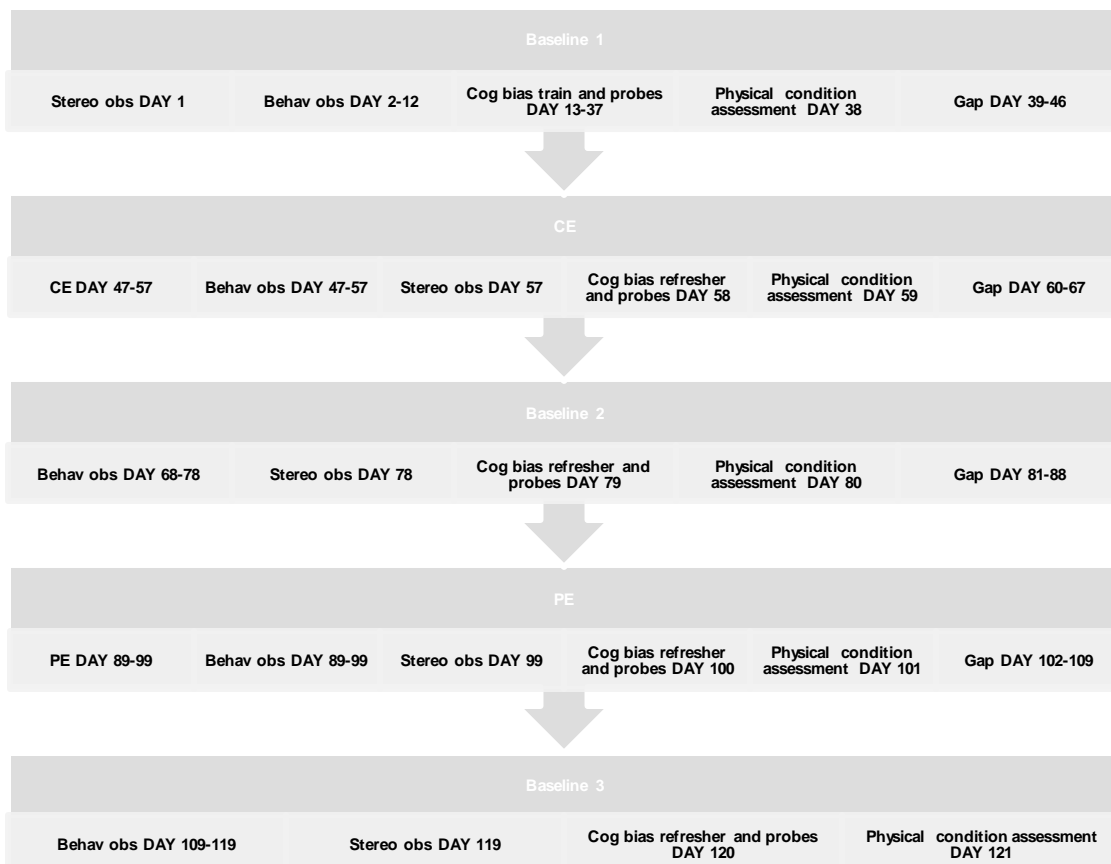 Baseline 1
Stereo obs DAY 1
Behav obs DAY 2-12
Cog bias train and probes
DAY 13-37
Physical condition
assessment DAY 38
Gap DAY 39-46
CE
CE DAY 47-57
Behav obs DAY 47-57
Stereo obs DAY 57
Cog bias refresher
and probes DAY 58
Physical condition
assessment DAY 59
Gap DAY 60-67
Baseline 2
Behav obs DAY 68-78
Stereo obs DAY 78
Cog bias refresher and
probes DAY 79
Physical condition
assessment DAY 80
Gap DAY 81-88
PE
PE DAY 89-99
Behav obs DAY 89-99
Stereo obs DAY 99
Cog bias refresher
and probes DAY 100
Physical condition
assessment DAY 101
Gap DAY 102-109
Baseline 3
Behav obs DAY 109-119
Stereo obs DAY 119
Cog bias refresher and probes
DAY 120
Physical condition assessment
DAY 121